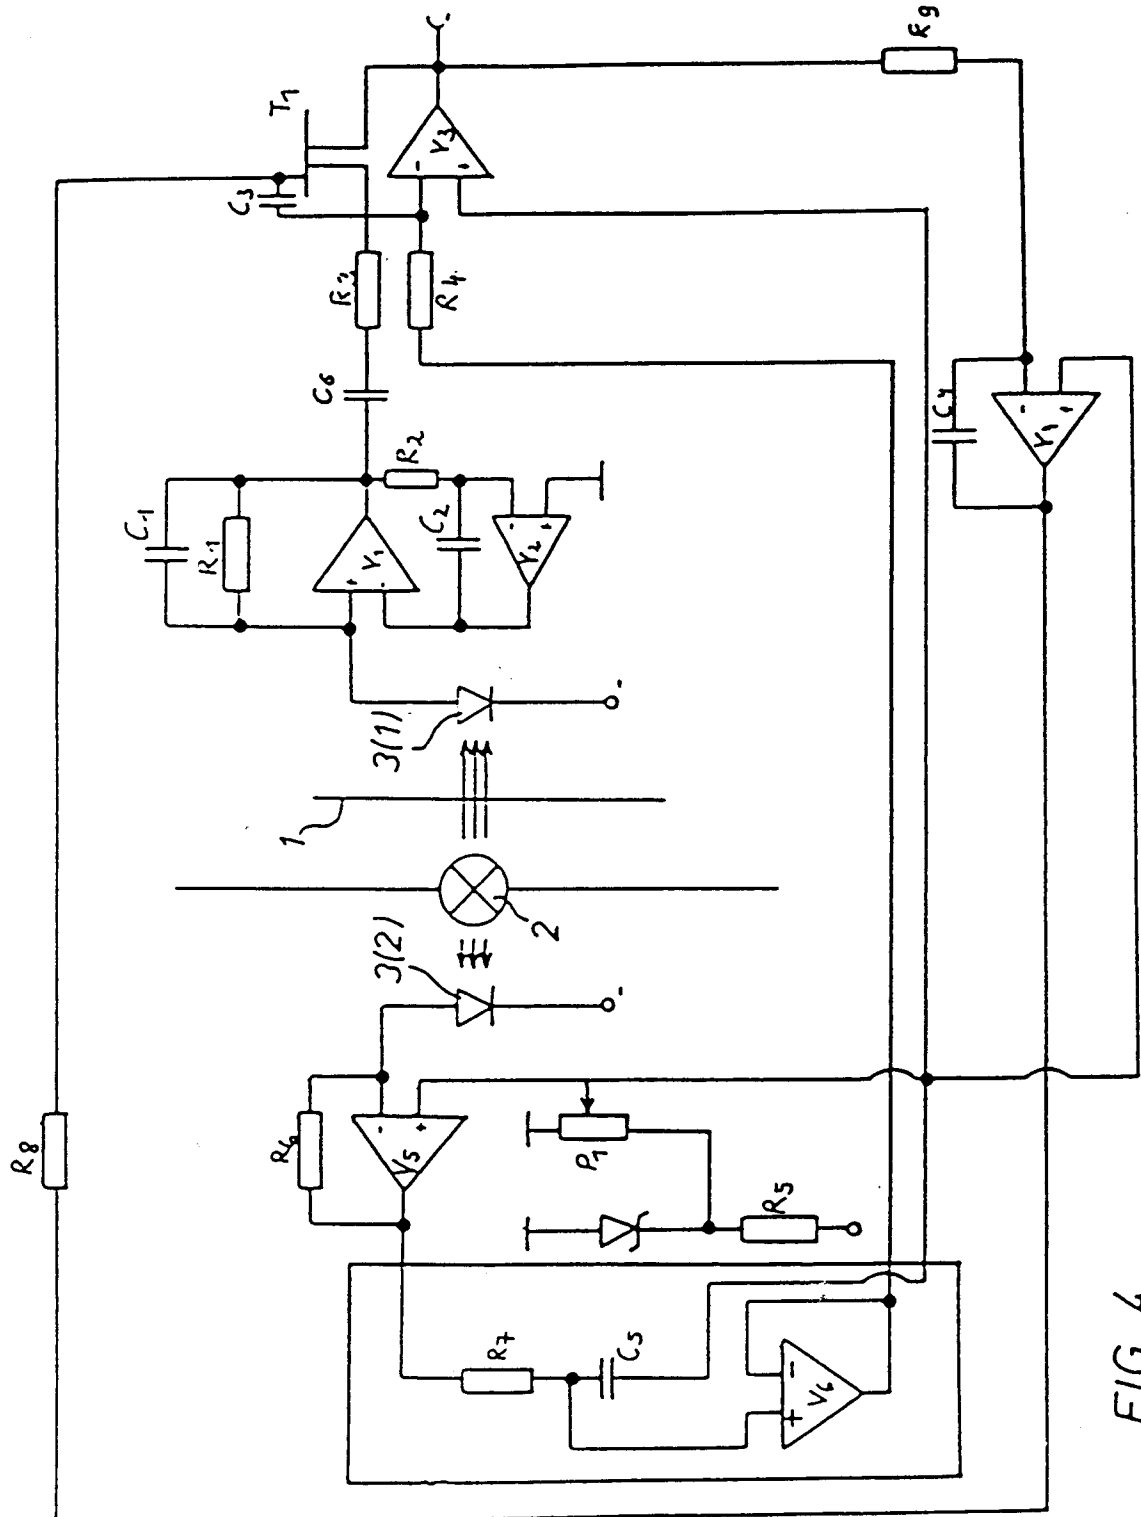 R8
C3
T1
V3
-
+
R9
R3
R4
C6
C1
R1
V1
+
-
R2
C2
V2
-
+
C4
-
+
3(1)
1
2
3(2)
R6
V5
-
+
P1
R5
R7
C5
V6
+
-
FIG. 4